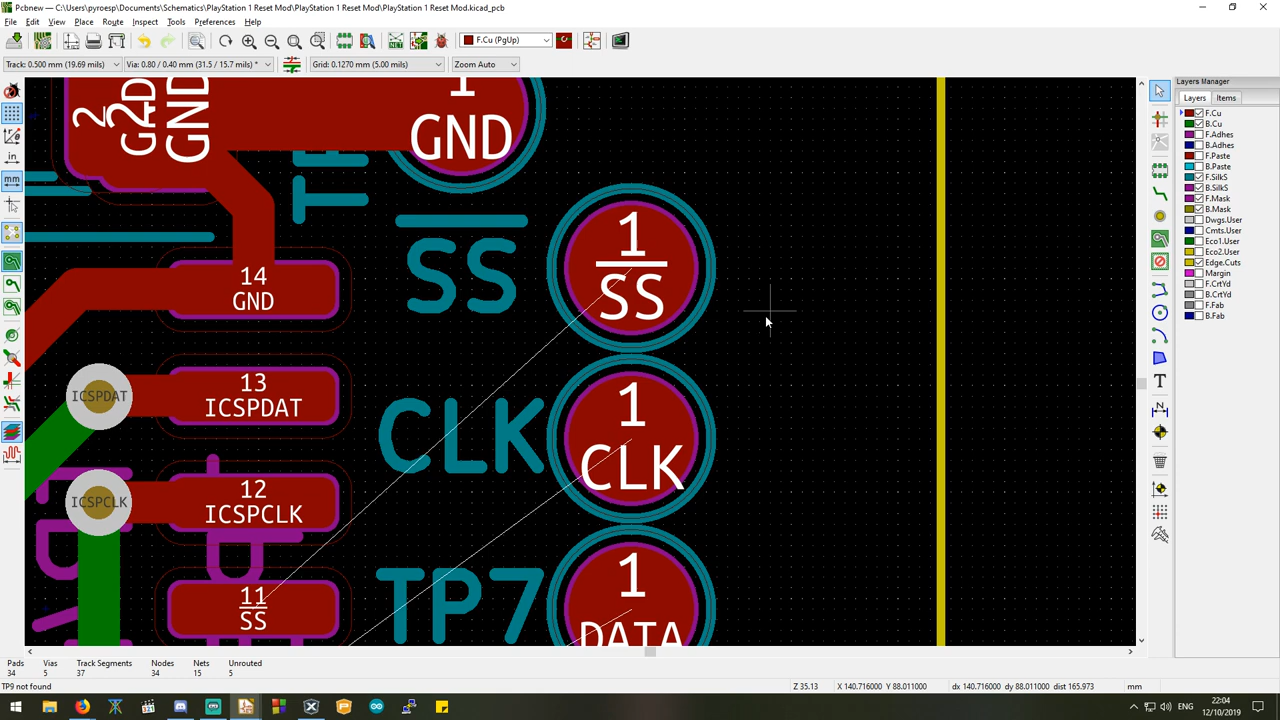 Pcbnew — C:\Users\pyroesp\Documents\Schematics\PlayStation 1 Reset Mod\PlayStation 1 Reset Mod\PlayStation 1 Reset Mod.kicad_pcb
File Edit View Place Route Inspect Tools Preferences Help
F.Cu (PgUp)
Track: 0.500 mm (19.69 mils) Via: 0.80 / 0.40 mm (31.5 / 15.7 mils) * Grid: 0.1270 mm (5.00 mils) Zoom Auto
Layers Manager
Layers Items
F.Cu
B.Cu
F.Adhes
B.Adhes
F.Paste
B.Paste
F.SilkS
B.SilkS
F.Mask
B.Mask
Dwgs.User
Cmts.User
Eco1.User
Eco2.User
Edge.Cuts
Margin
F.CrtYd
B.CrtYd
F.Fab
B.Fab
in
mm
2
2
GND
GND
1
GND
SS
1
SS
14
GND
13
ICSPDAT
ICSPDAT
CLK
1
CLK
12
ICSPCLK
ICSPCLK
11
SS
TP7
1
DATA
Pads Vias Track Segments Nodes Nets Unrouted
34 5 37 34 15 5
TP9 not found Z 35.13 X 140.716000 Y 88.011000 dx 140.716000 dy 88.011000 dist 165.973 mm
ENG 22:04
12/10/2019